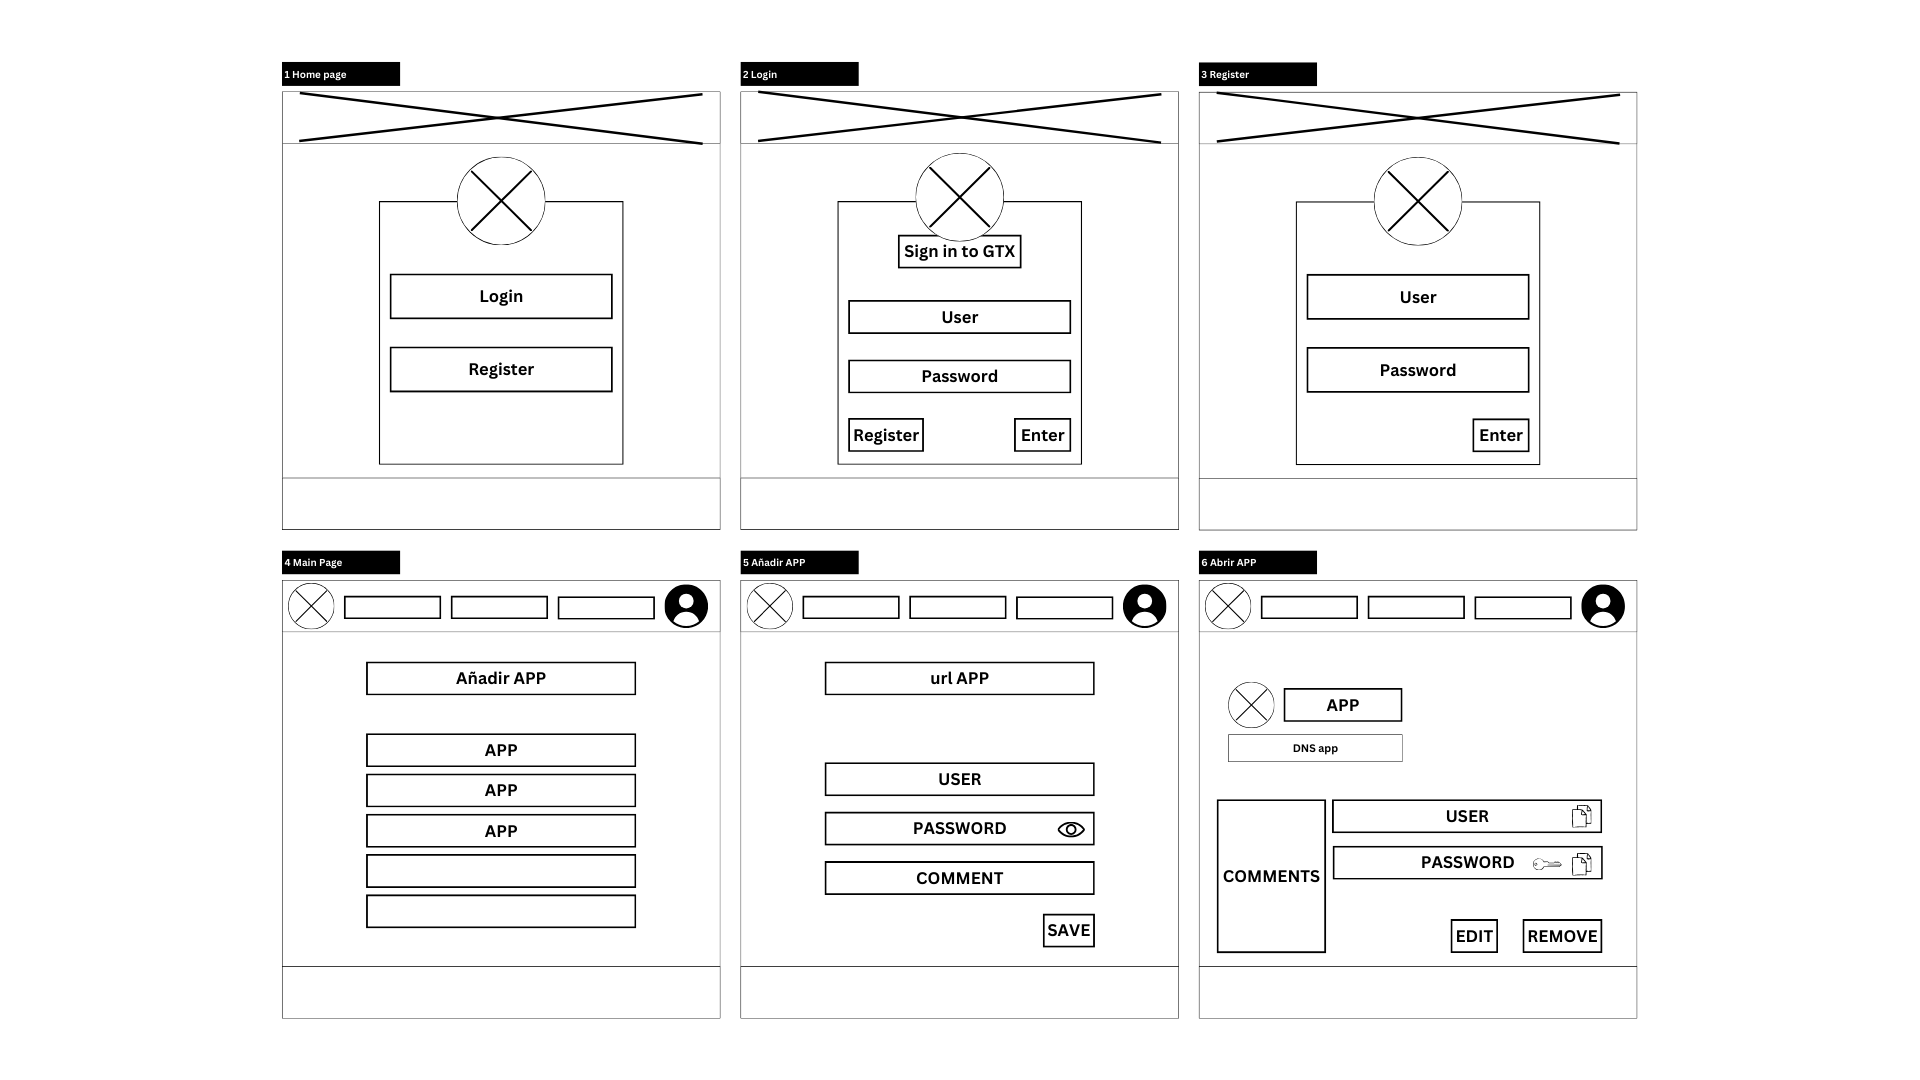 1 Home page
Login
Register
2 Login
Sign in to GTX
User
Password
Register
Enter
3 Register
User
Password
Enter
4 Main Page
Añadir APP
APP
APP
APP
5 Añadir APP
url APP
USER
PASSWORD
COMMENT
SAVE
6 Abrir APP
APP
DNS app
COMMENTS
USER
PASSWORD
EDIT
REMOVE